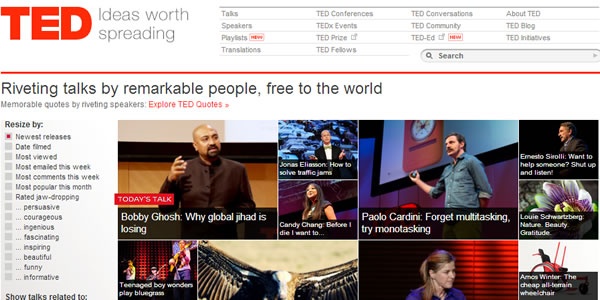 TED
Ideas worth
spreading
Talks
TED Conferences
TED Conversations
About TED
Speakers
TEDx Events
TED Community
TED Blog
Playlists NEW
TED Prize
TED-Ed NEW
TED Initiatives
Translations
TED Fellows
Search
Riveting talks by remarkable people, free to the world
Memorable quotes by riveting speakers: Explore TED Quotes »
Resize by:
Newest releases
Date filmed
Most viewed
Most emailed this week
Most comments this week
Most popular this month
Rated jaw-dropping
... persuasive
... courageous
... ingenious
... fascinating
... inspiring
... beautiful
... funny
... informative
Show talks related to:
TODAY'S TALK
Bobby Ghosh: Why global jihad is
losing
Jonas Eliasson: How to
solve traffic jams
Candy Chang: Before I
die I want to...
Paolo Cardini: Forget multitasking,
try monotasking
Ernesto Sirolli: Want to
help someone? Shut up
and listen!
Louie Schwartzberg:
Nature. Beauty.
Gratitude.
Teenaged boy wonders
play bluegrass
Amos Winter: The
cheap all-terrain
wheelchair